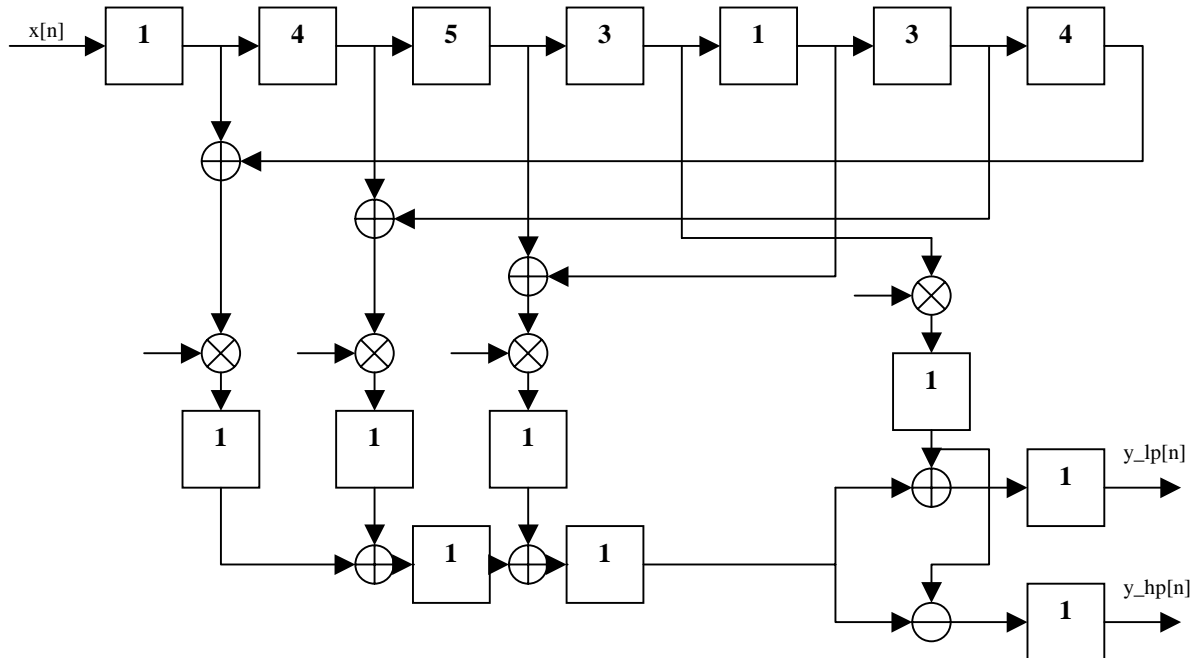 x[n] 1 4 5 3 1 3 4
1
1 1 1
1 y_lp[n]
1 1
1 y_hp[n]